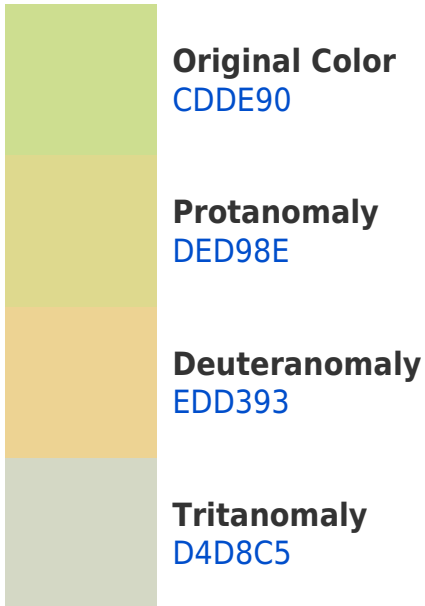 Original Color
CDDE90
Protanomaly
DED98E
Deuteranomaly
EDD393
Tritanomaly
D4D8C5